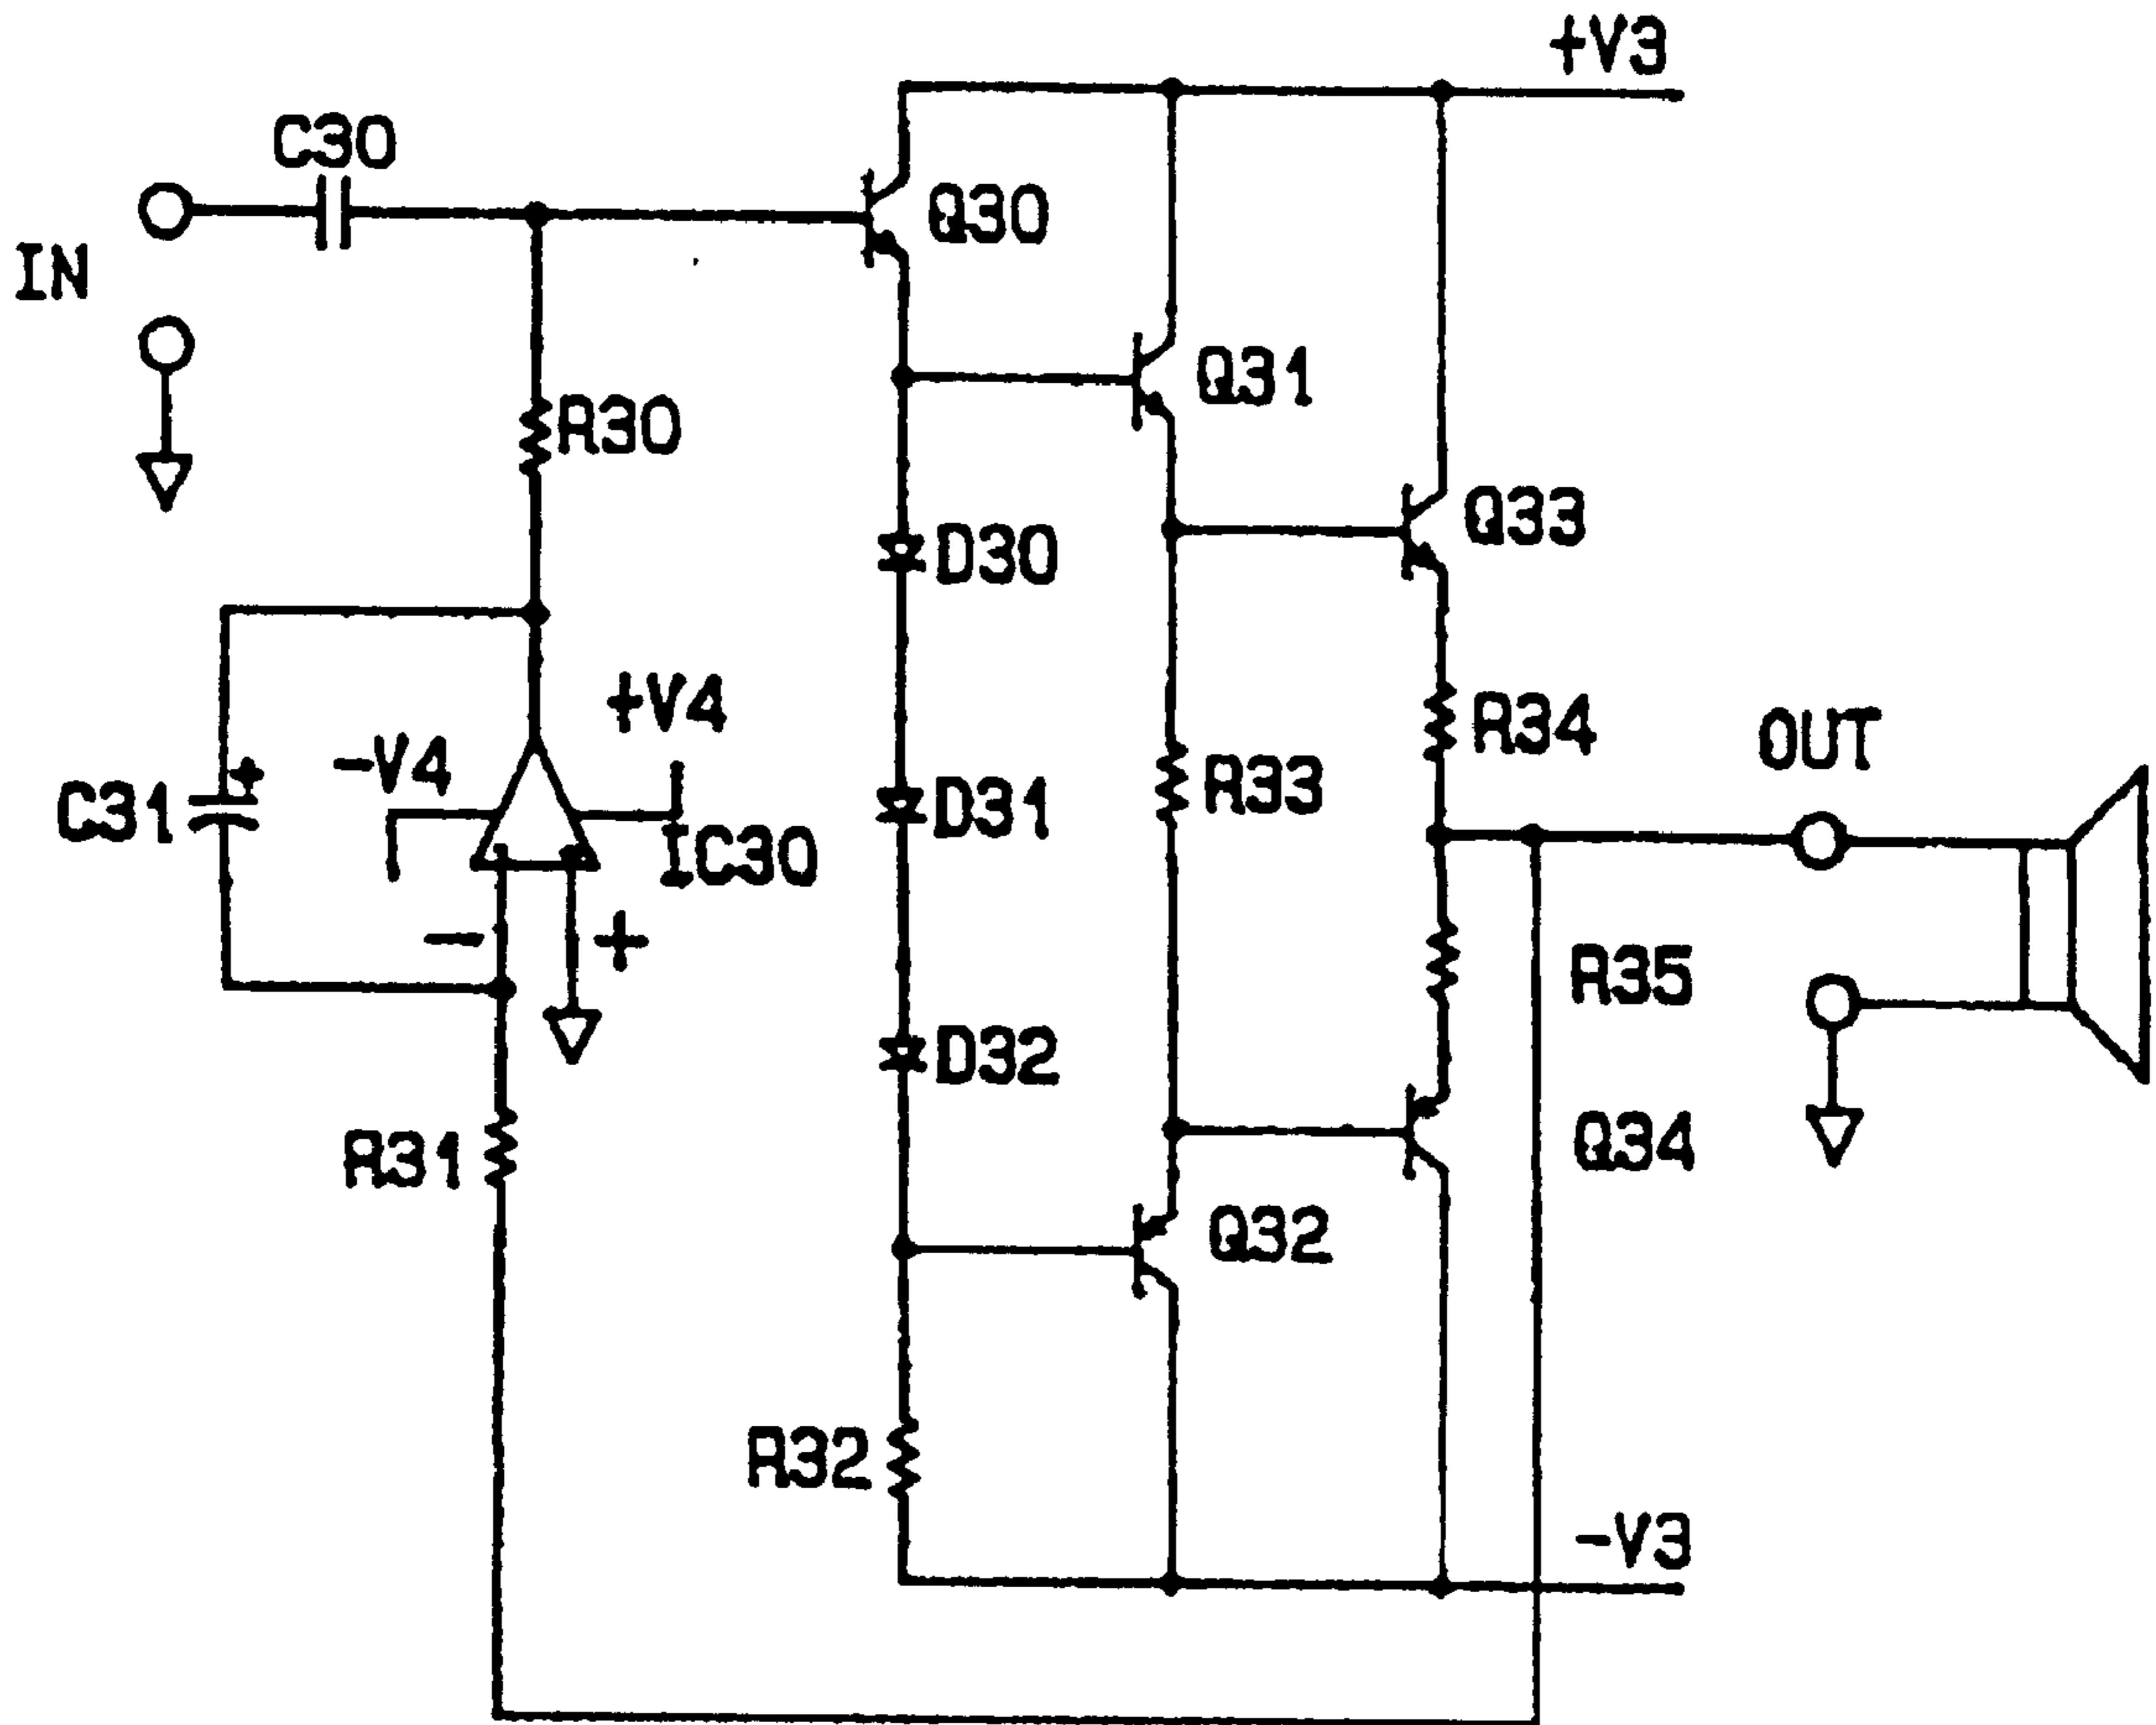 +V3
C30
Q30
IN
Q31
R30
Q33
D30
+V4
R34
OUT
-V4
C31
+
D31
R33
IC30
-
+
R35
D32
R31
Q34
Q32
R32
-V3